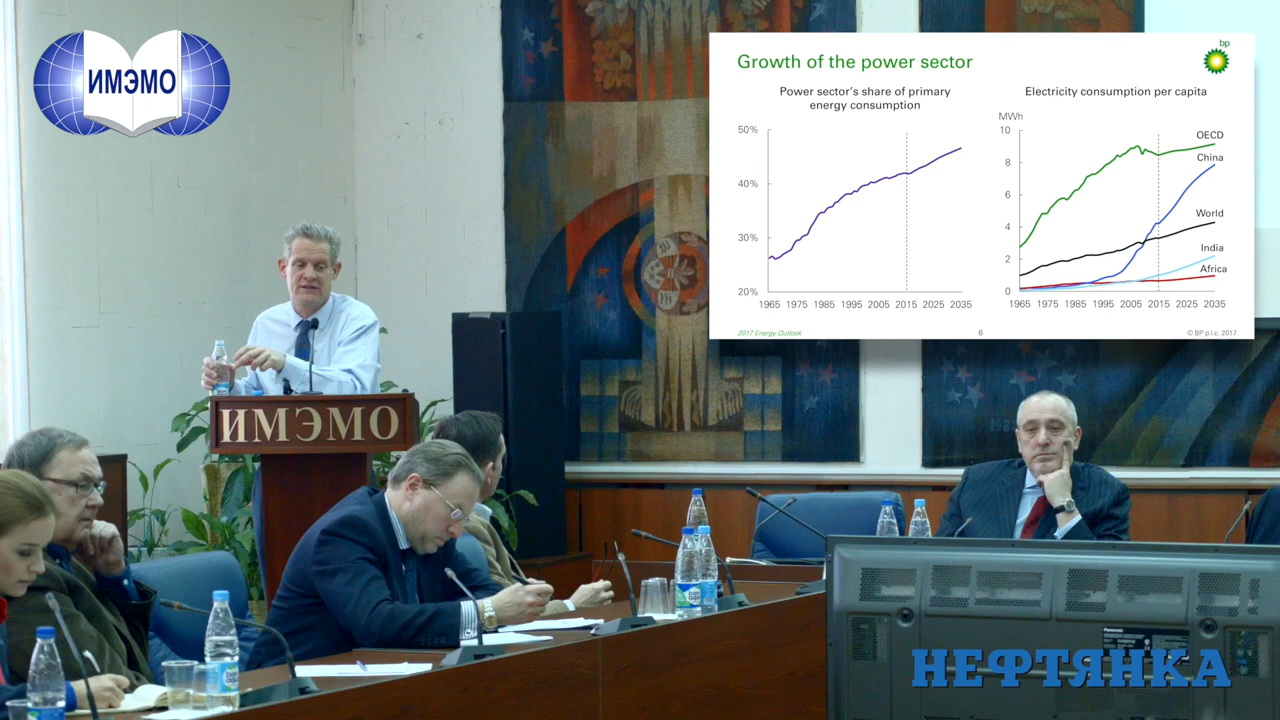 ИМЭМО
bp
Growth of the power sector
Power sector's share of primary
energy consumption
50%
40%
30%
20%
1965 1975 1985 1995 2005 2015 2025 2035
Electricity consumption per capita
MWh
10
8
6
4
2
0
OECD
China
World
India
Africa
1965 1975 1985 1995 2005 2015 2025 2035
2017 Energy Outlook
6
© BP p.l.c. 2017
ИМЭМО
Panasonic
НЕФТЯНКА